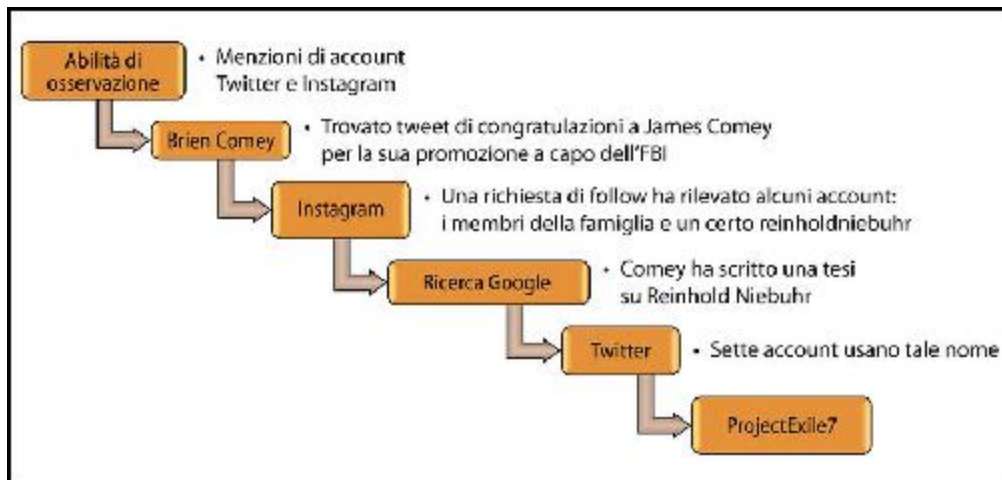 Abilità di
osservazione
• Menzioni di account
Twitter e Instagram
Brien Comey
• Trovato tweet di congratulazioni a James Comey
per la sua promozione a capo dell'FBI
Instagram
• Una richiesta di follow ha rilevato alcuni account:
i membri della famiglia e un certo reinholdniebuhr
Ricerca Google
• Comey ha scritto una tesi
su Reinhold Niebuhr
Twitter
• Sette account usano tale nome
ProjectExile7